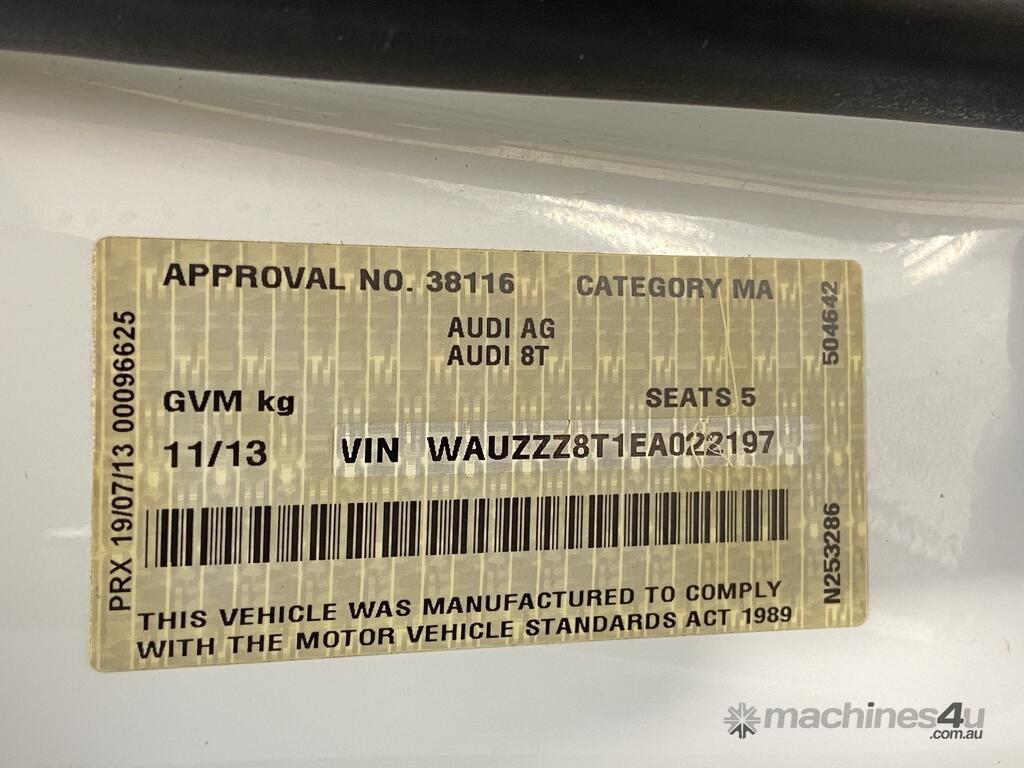 APPROVAL NO. 38116 CATEGORY MA
AUDI AG
AUDI 8T
GVM kg SEATS 5
11/13 VIN WAUZZZ8T1EA022197
THIS VEHICLE WAS MANUFACTURED TO COMPLY
WITH THE MOTOR VEHICLE STANDARDS ACT 1989
PRX 19/07/13 00096625
504642
N253286
machines4u
.com.au